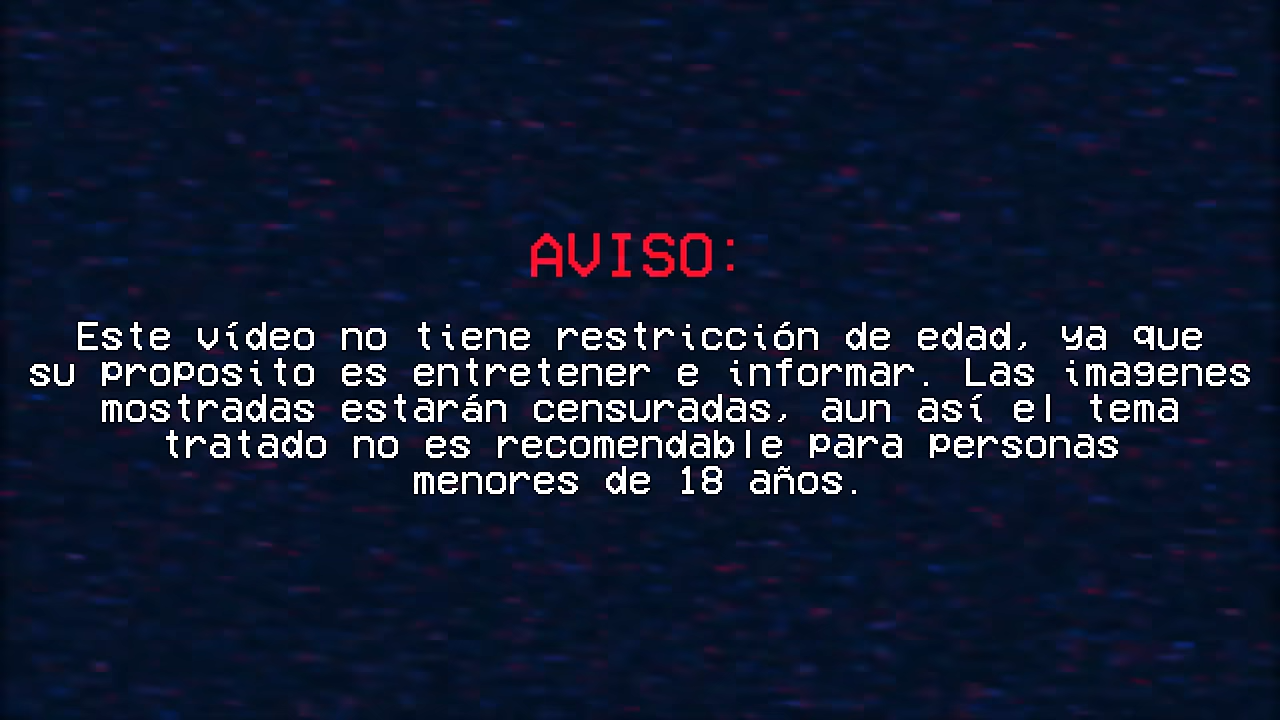 AVISO:
Este vídeo no tiene restricción de edad, ya que
su proposito es entretener e informar. Las imagenes
mostradas estarán censuradas, aun así el tema
tratado no es recomendable para personas
menores de 18 años.